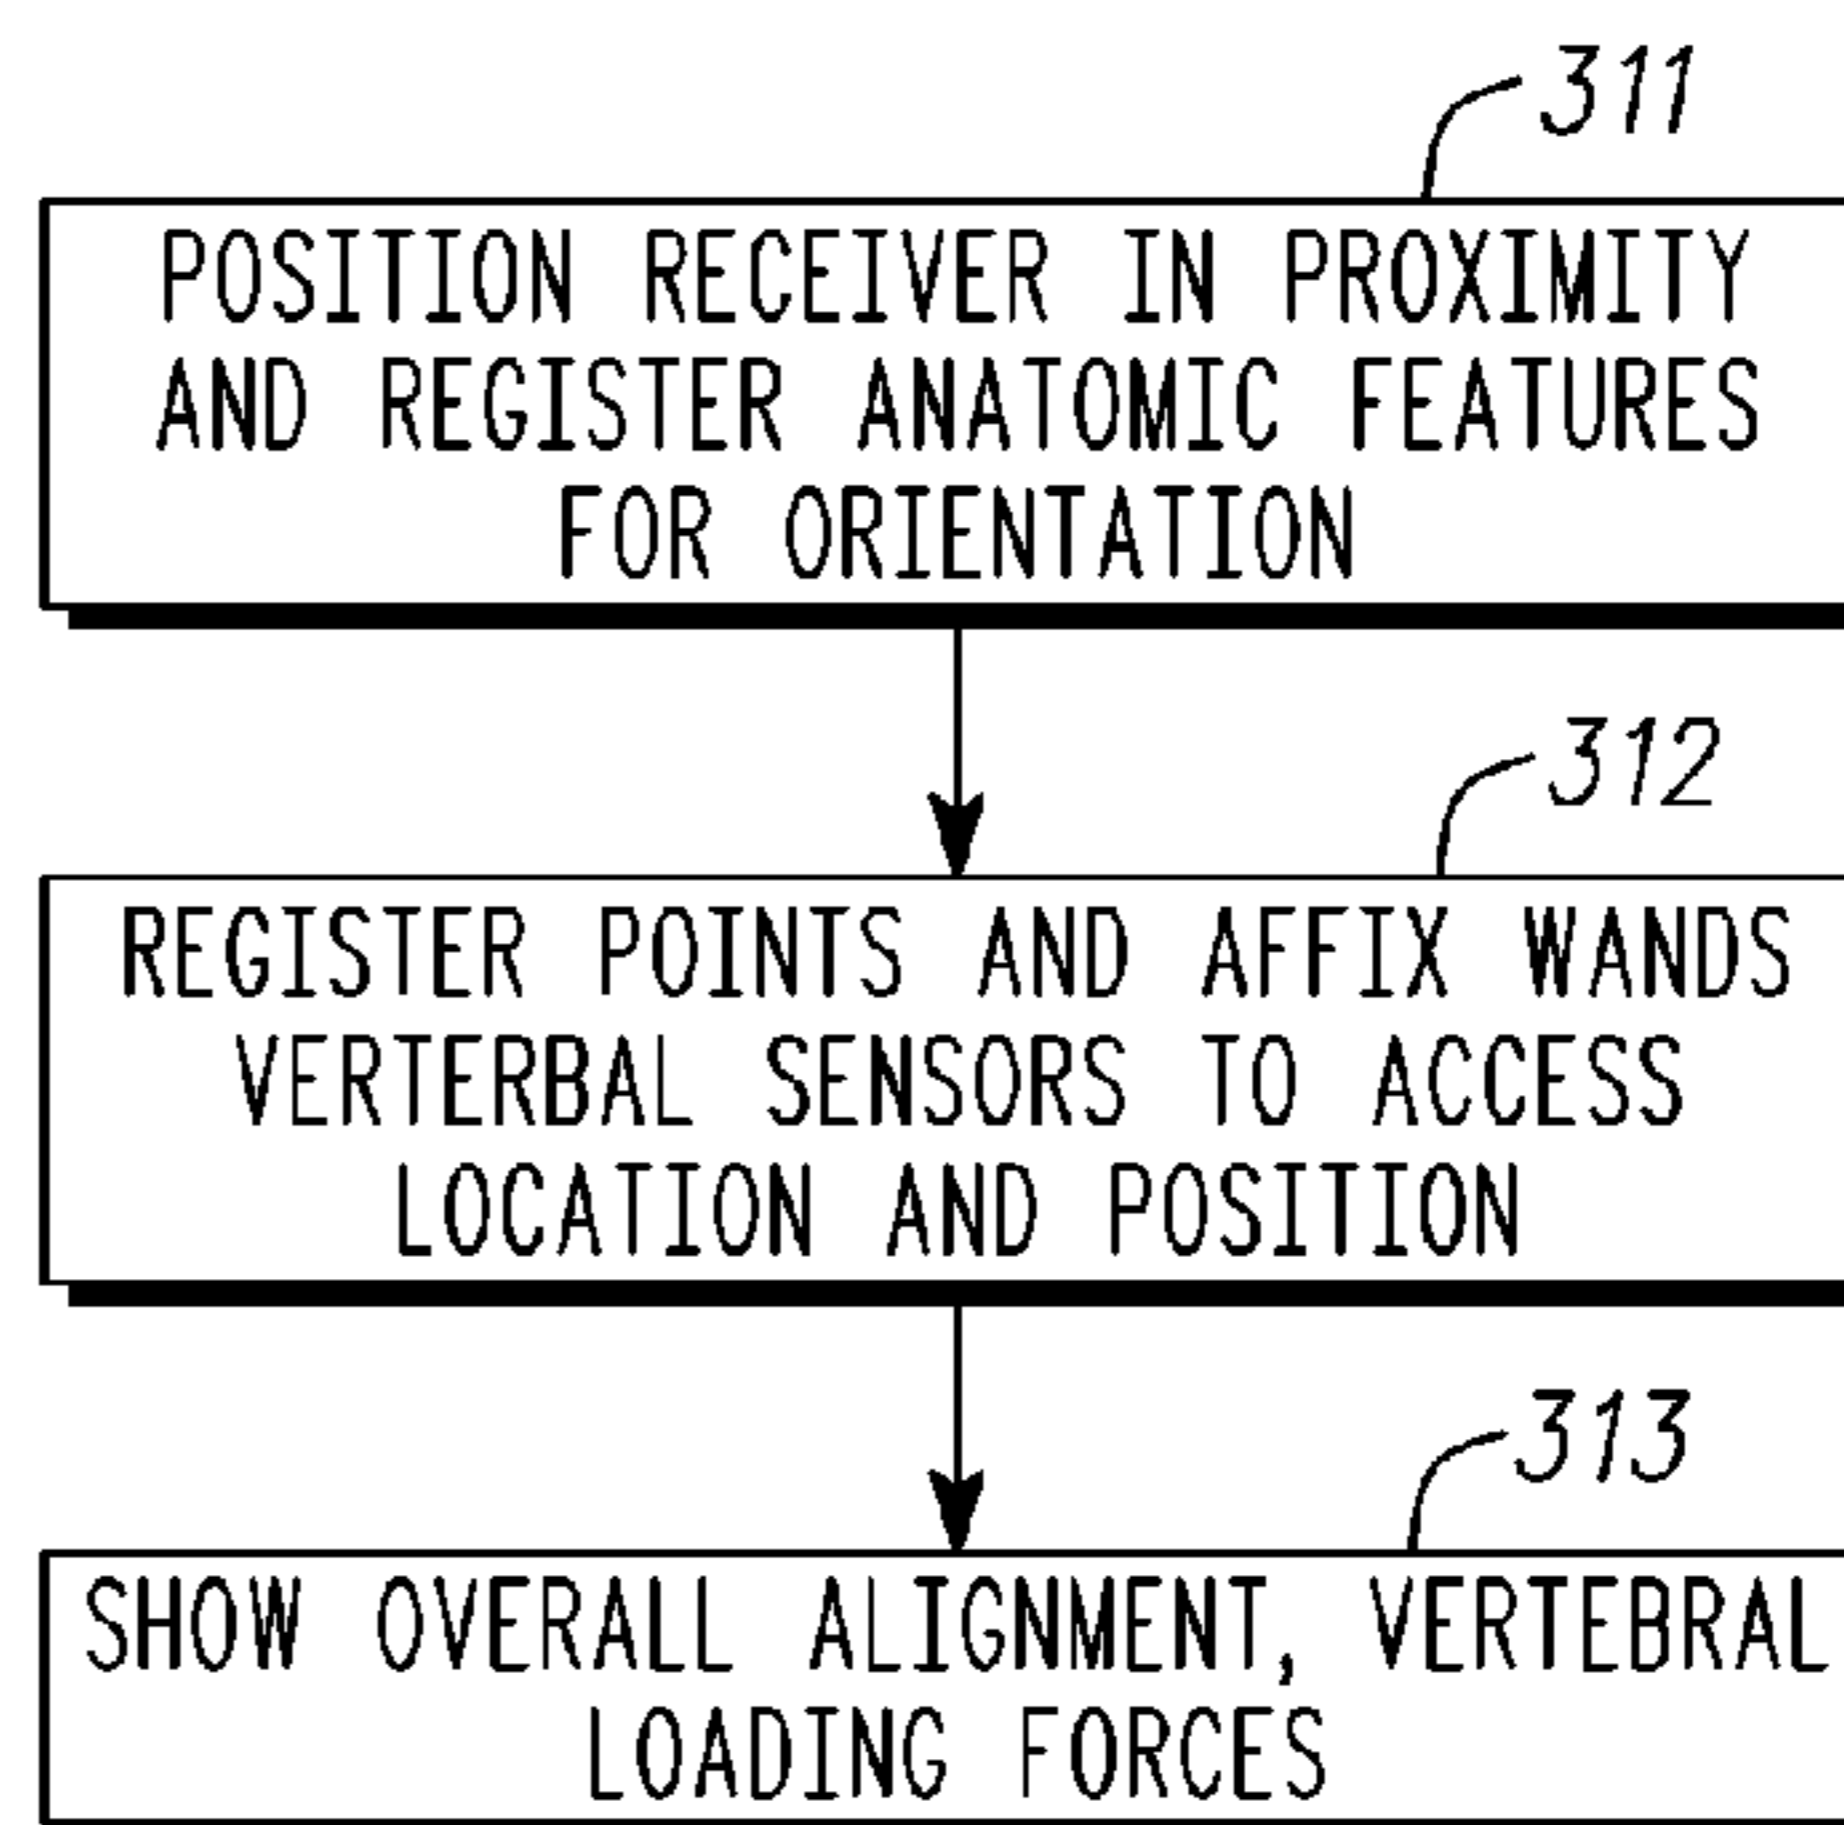 311
POSITION RECEIVER IN PROXIMITY
AND REGISTER ANATOMIC FEATURES
FOR ORIENTATION
312
REGISTER POINTS AND AFFIX WANDS
VERTERBAL SENSORS TO ACCESS
LOCATION AND POSITION
313
SHOW OVERALL ALIGNMENT, VERTEBRAL
LOADING FORCES